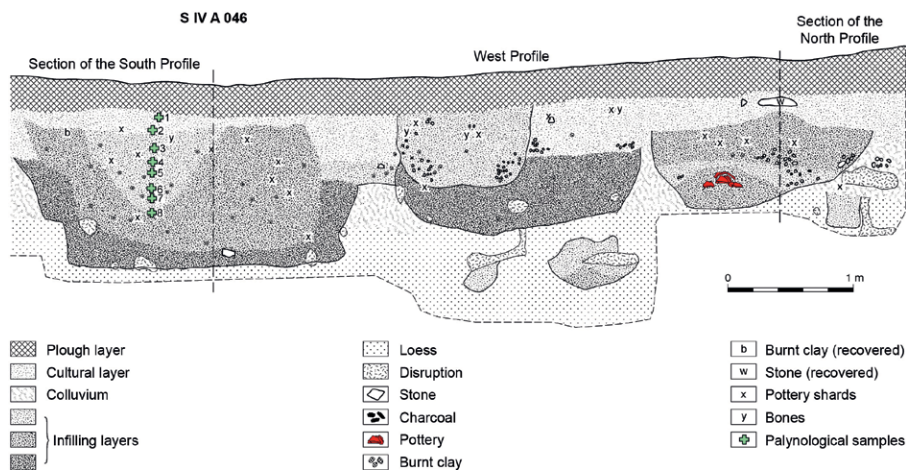 S IV A 046
Section of the South Profile
West Profile
Section of the
North Profile
w
x y
1
b x 2
y
3
x
4
5
6
7
8
0 1 m
Plough layer
Cultural layer
Colluvium
Infilling layers
Loess
Disruption
Stone
Charcoal
Pottery
Burnt clay
b Burnt clay (recovered)
w Stone (recovered)
x Pottery shards
y Bones
Palynological samples